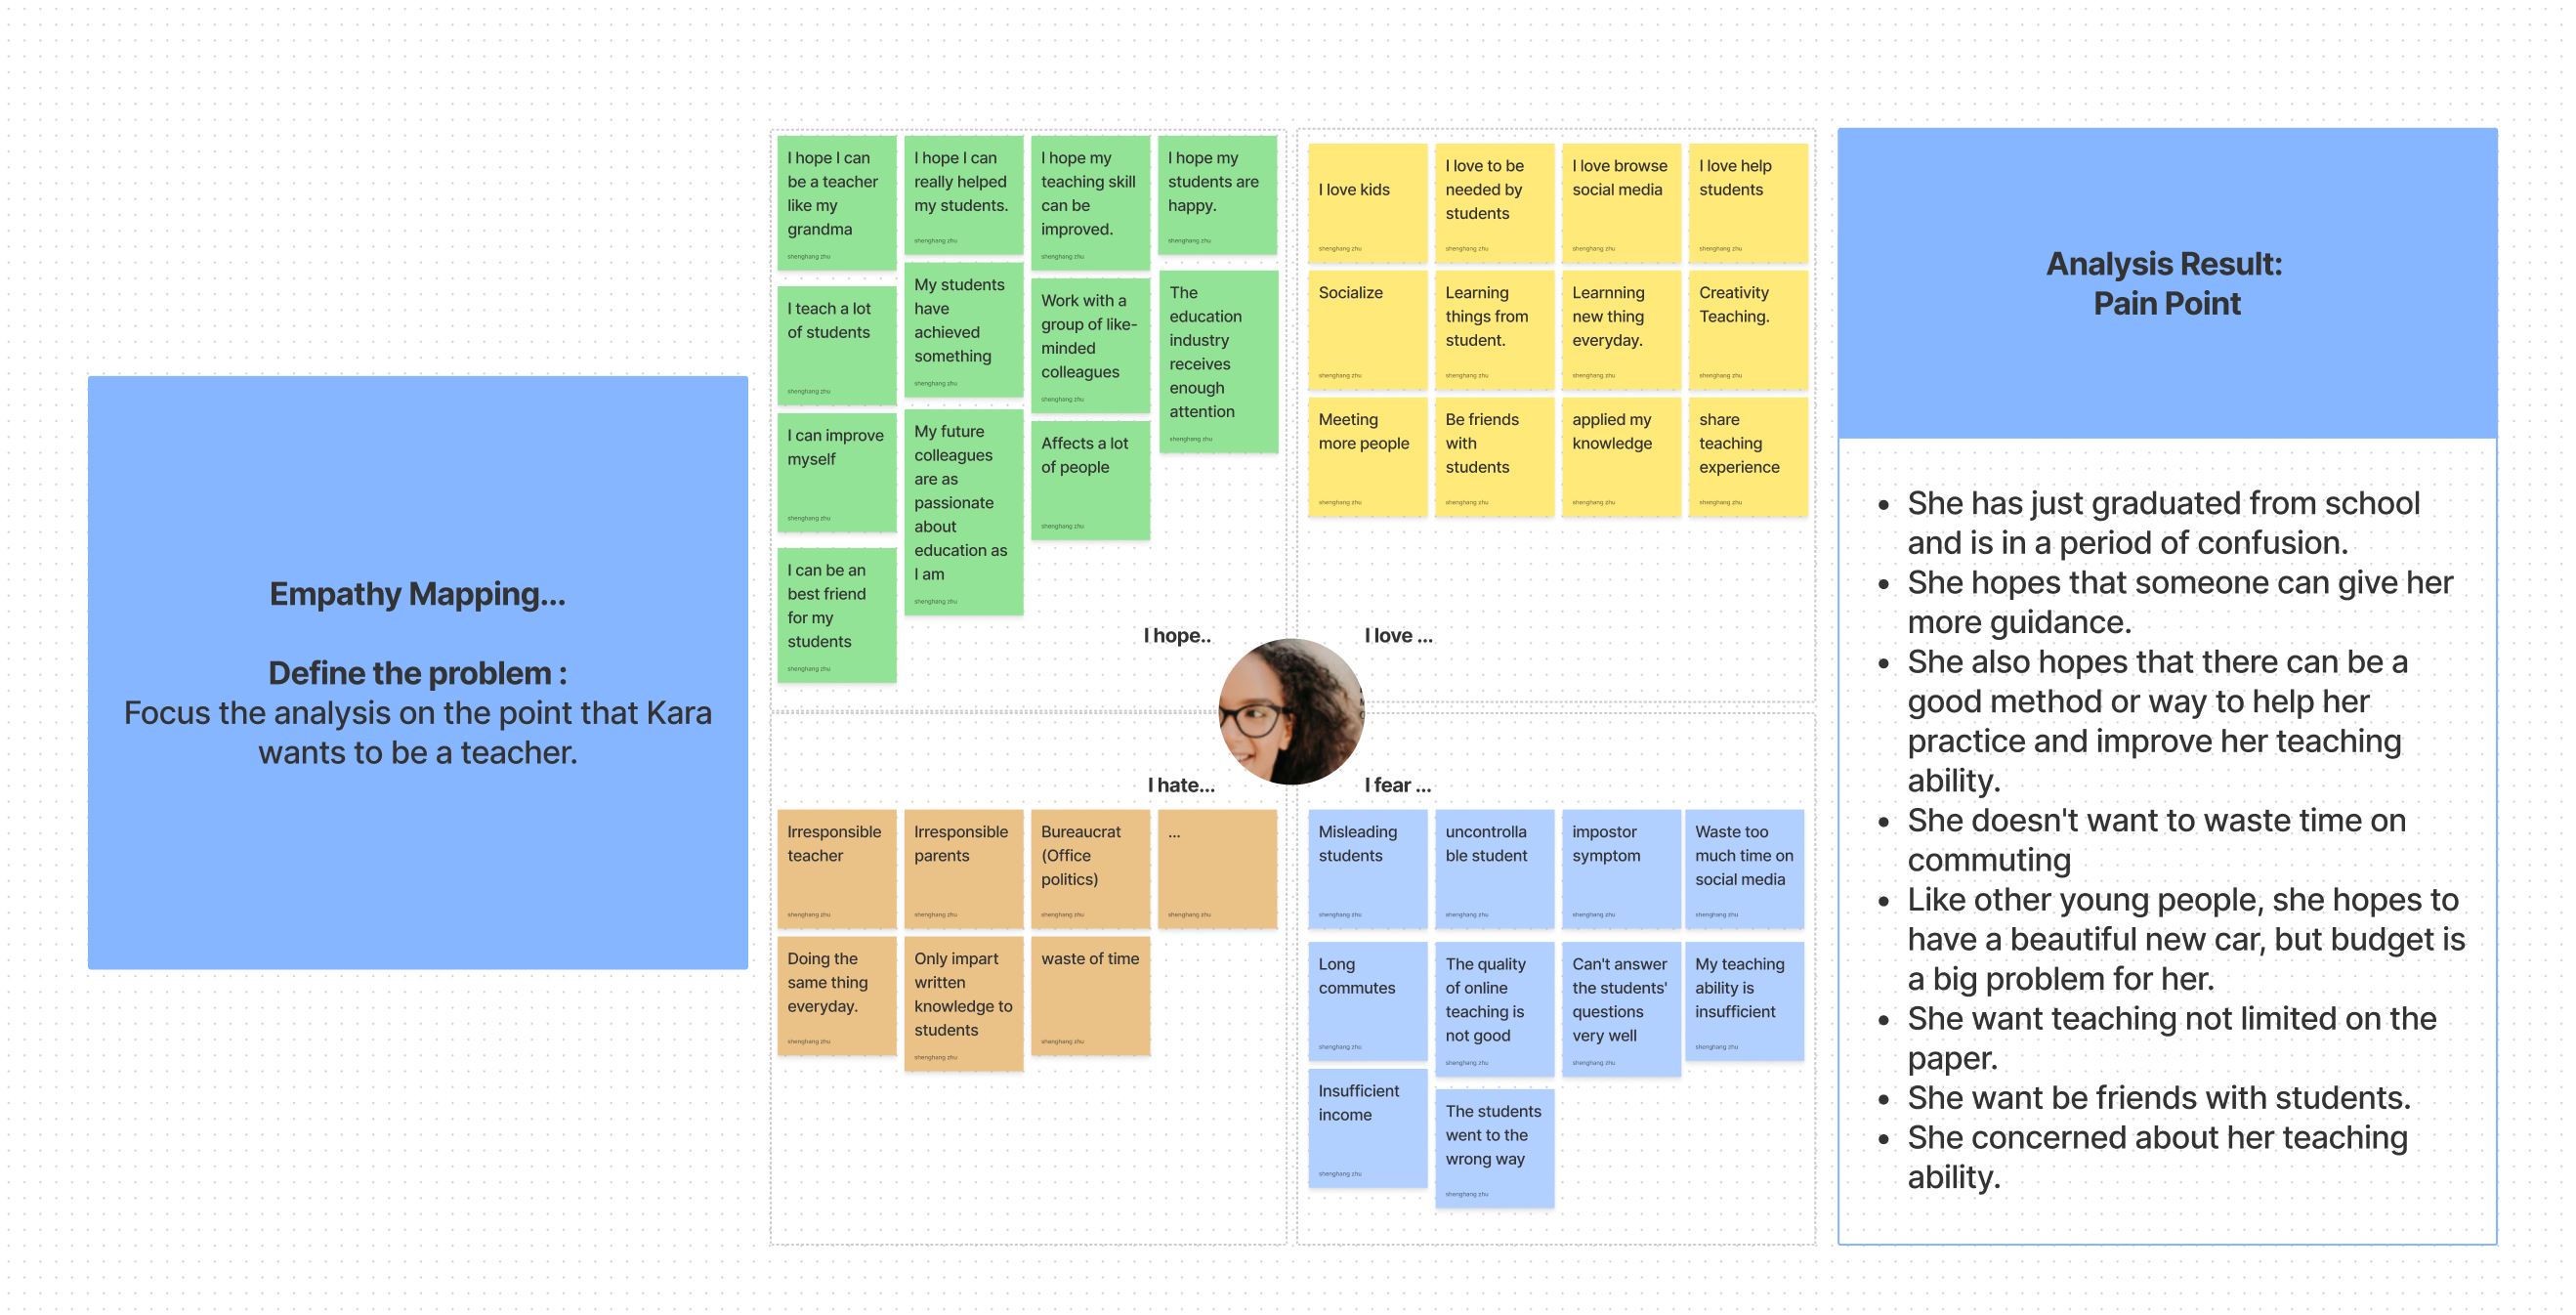 Empathy Mapping...
Define the problem :
Focus the analysis on the point that Kara
wants to be a teacher.
I hope I can
be a teacher
like my
grandma
shenghang zhu
I hope I can
really helped
my students.
shenghang zhu
I hope my
teaching skill
can be
improved.
shenghang zhu
I hope my
students are
happy.
shenghang zhu
I teach a lot
of students
shenghang zhu
My students
have
achieved
something
shenghang zhu
Work with a
group of like-
minded
colleagues
shenghang zhu
The
education
industry
receives
enough
attention
shenghang zhu
I can improve
myself
shenghang zhu
My future
colleagues
are as
passionate
about
education as
I am
shenghang zhu
Affects a lot
of people
shenghang zhu
I can be an
best friend
for my
students
shenghang zhu
I hope..
I love kids
shenghang zhu
I love to be
needed by
students
shenghang zhu
I love browse
social media
shenghang zhu
I love help
students
shenghang zhu
Socialize
shenghang zhu
Learning
things from
student.
shenghang zhu
Learnning
new thing
everyday.
shenghang zhu
Creativity
Teaching.
shenghang zhu
Meeting
more people
shenghang zhu
Be friends
with
students
shenghang zhu
applied my
knowledge
shenghang zhu
share
teaching
experience
shenghang zhu
I love ...
I hate...
Irresponsible
teacher
shenghang zhu
Irresponsible
parents
shenghang zhu
Bureaucrat
(Office
politics)
shenghang zhu
...
shenghang zhu
Doing the
same thing
everyday.
shenghang zhu
Only impart
written
knowledge to
students
shenghang zhu
waste of time
shenghang zhu
I fear ...
Misleading
students
shenghang zhu
uncontrolla
ble student
shenghang zhu
impostor
symptom
shenghang zhu
Waste too
much time on
social media
shenghang zhu
Long
commutes
shenghang zhu
The quality
of online
teaching is
not good
shenghang zhu
Can't answer
the students'
questions
very well
shenghang zhu
My teaching
ability is
insufficient
shenghang zhu
Insufficient
income
shenghang zhu
The students
went to the
wrong way
shenghang zhu
Analysis Result:
Pain Point
• She has just graduated from school
and is in a period of confusion.
• She hopes that someone can give her
more guidance.
• She also hopes that there can be a
good method or way to help her
practice and improve her teaching
ability.
• She doesn't want to waste time on
commuting
• Like other young people, she hopes to
have a beautiful new car, but budget is
a big problem for her.
• She want teaching not limited on the
paper.
• She want be friends with students.
• She concerned about her teaching
ability.